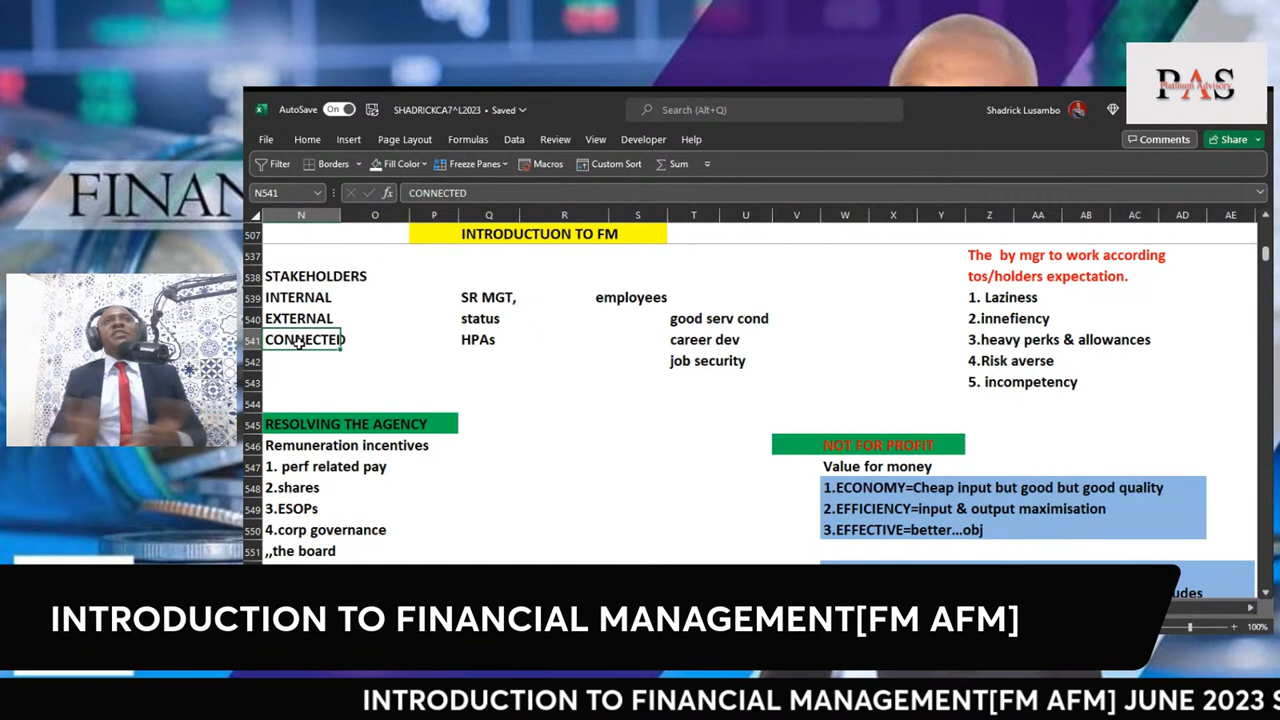 FINAN
PAS
Platinum Advisory
AutoSave On SHADRICKCA7^L2023 • Saved Search (Alt+Q) Shadrick Lusambo
File Home Insert Page Layout Formulas Data Review View Developer Help Comments Share
Filter Borders Fill Color Freeze Panes Macros Custom Sort Sum
N541 fx CONNECTED
N O P Q R S T U V W X Y Z AA AB AC AD AE
507 INTRODUCTUON TO FM
537 The by mgr to work according
538 STAKEHOLDERS tos/holders expectation.
539 INTERNAL SR MGT, employees 1. Laziness
540 EXTERNAL status good serv cond 2.innefiency
541 CONNECTED HPAs career dev 3.heavy perks & allowances
542 job security 4.Risk averse
543 5. incompetency
544
545 RESOLVING THE AGENCY
546 Remuneration incentives NOT FOR PROFIT
547 1. perf related pay Value for money
548 2.shares 1.ECONOMY=Cheap input but good but good quality
549 3.ESOPs 2.EFFICIENCY=input & output maximisation
550 4.corp governance 3.EFFECTIVE=better...obj
551 ,,the board
100%
INTRODUCTION TO FINANCIAL MANAGEMENT[FM AFM]
INTRODUCTION TO FINANCIAL MANAGEMENT[FM AFM] JUNE 2023 S